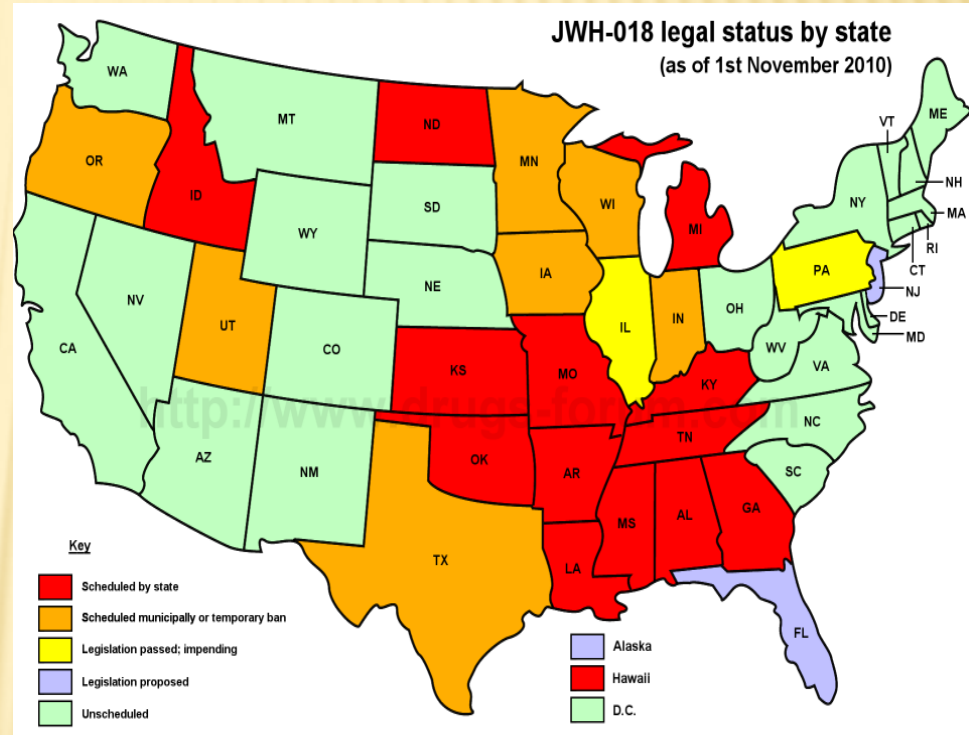 JWH-018 legal status by state
(as of 1st November 2010)
WA
MT
ND
MN
ME
VT
OR
ID
SD
WI
MI
NY
NH
MA
RI
CT
WY
IA
NE
PA
NJ
NV
UT
CO
IL
IN
OH
DE
MD
WV
VA
CA
KS
MO
KY
http://www.drugs-forum.com
NC
TN
AZ
NM
OK
AR
SC
MS
AL
GA
TX
LA
FL
Key
Scheduled by state
Scheduled municipally or temporary ban
Legislation passed; impending
Legislation proposed
Unscheduled
Alaska
Hawaii
D.C.